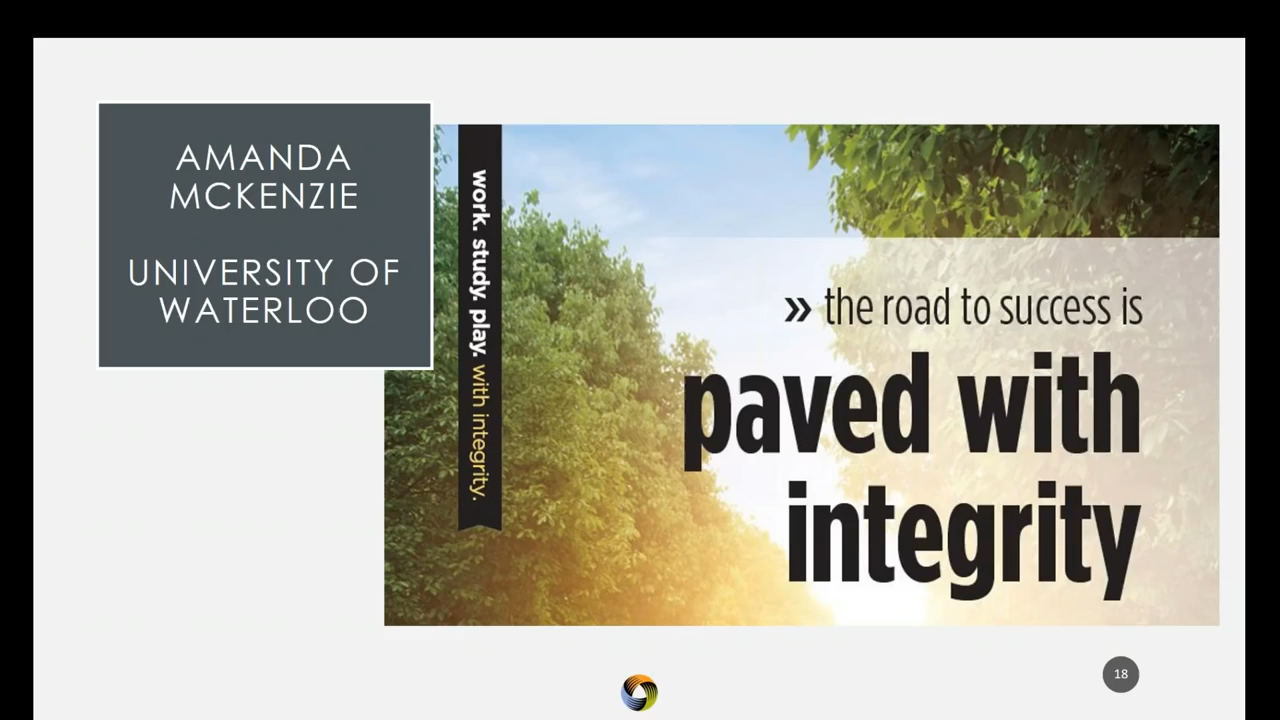 AMANDA
MCKENZIE
UNIVERSITY OF
WATERLOO
work. study. play. with integrity.
» the road to success is
paved with
integrity
18